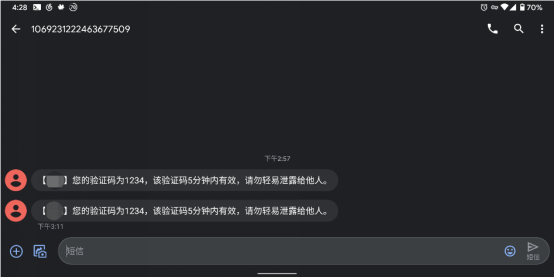 4:28
70%
1069231222463677509
下午2:57
【 】您的验证码为1234，该验证码5分钟内有效，请勿轻易泄露给他人。
【 】您的验证码为1234，该验证码5分钟内有效，请勿轻易泄露给他人。
下午3:11
短信
短信